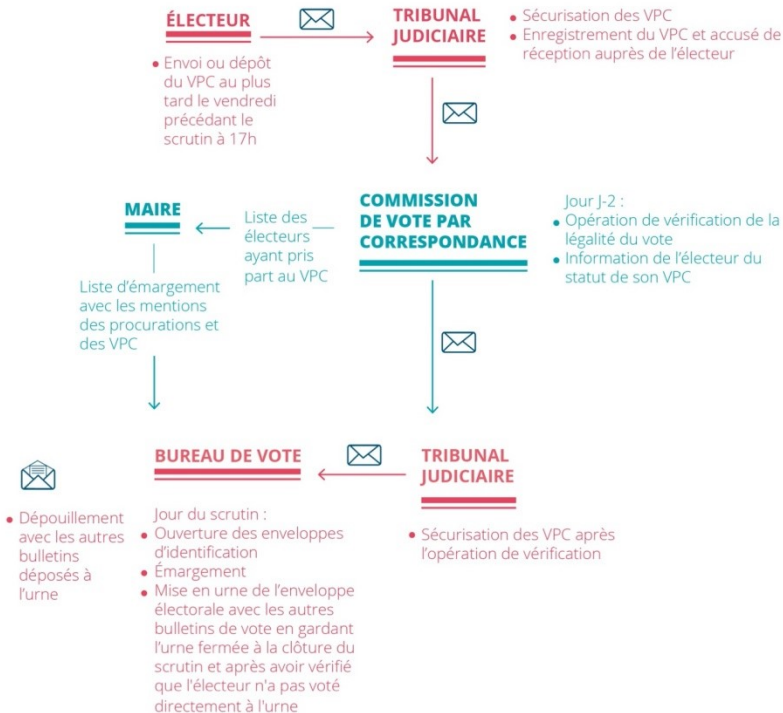 ÉLECTEUR
• Envoi ou dépôt
du VPC au plus
tard le vendredi
précédant le
scrutin à 17h
TRIBUNAL
JUDICIAIRE
• Sécurisation des VPC
• Enregistrement du VPC et accusé de
réception auprès de l’électeur
MAIRE
Liste des
électeurs
ayant pris
part au VPC
COMMISSION
DE VOTE PAR
CORRESPONDANCE
Jour J-2 :
• Opération de vérification de la
légalité du vote
• Information de l’électeur du
statut de son VPC
Liste d’émargement
avec les mentions
des procurations et
des VPC
• Dépouillement
avec les autres
bulletins
déposés à
l’urne
BUREAU DE VOTE
Jour du scrutin :
• Ouverture des enveloppes
d’identification
• Émargement
• Mise en urne de l’enveloppe
électorale avec les autres
bulletins de vote en gardant
l’urne fermée à la clôture du
scrutin et après avoir vérifié
que l'électeur n'a pas voté
directement à l'urne
TRIBUNAL
JUDICIAIRE
• Sécurisation des VPC après
l’opération de vérification